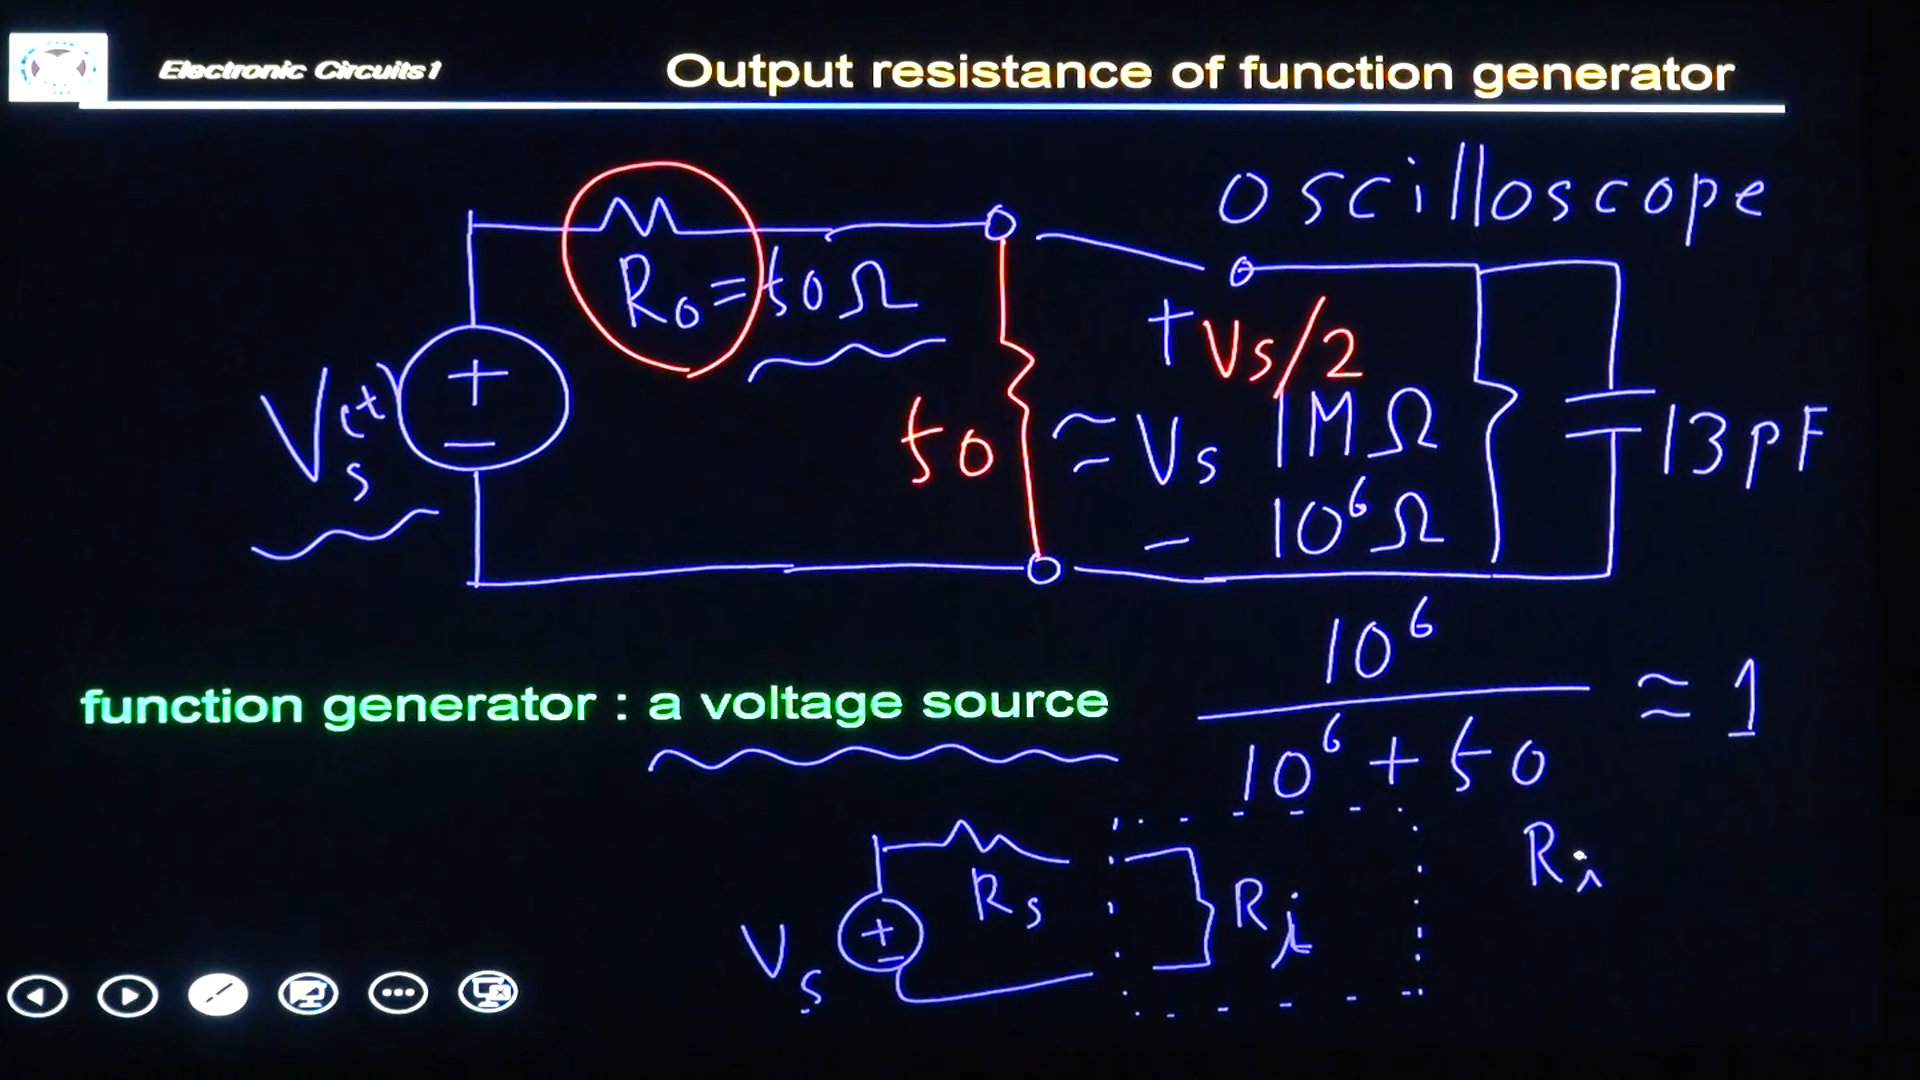 Electronic Circuits1
Output resistance of function generator
oscilloscope
Ro = 50Ω
+
Vs/2
Vs(t)
+
−
50
≈ Vs
1MΩ
13pF
10⁶Ω
−
function generator : a voltage source
10⁶
10⁶ + 50
≈ 1
Rs
Vs
+
−
Ri
Ri